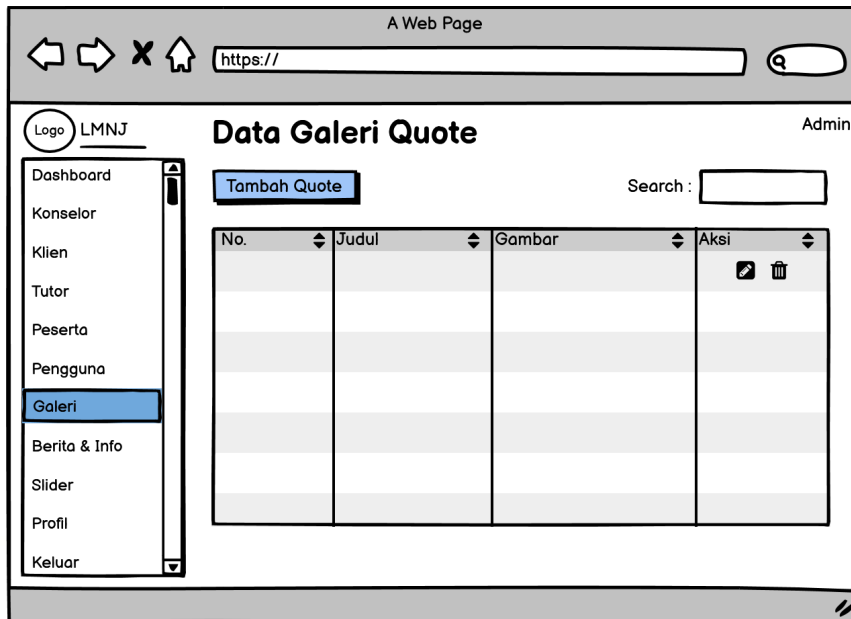 A Web Page
https://
Logo LMNJ
Data Galeri Quote
Admin
Dashboard
Konselor
Klien
Tutor
Peserta
Pengguna
Galeri
Berita & Info
Slider
Profil
Keluar
Tambah Quote
Search :
No. Judul Gambar Aksi